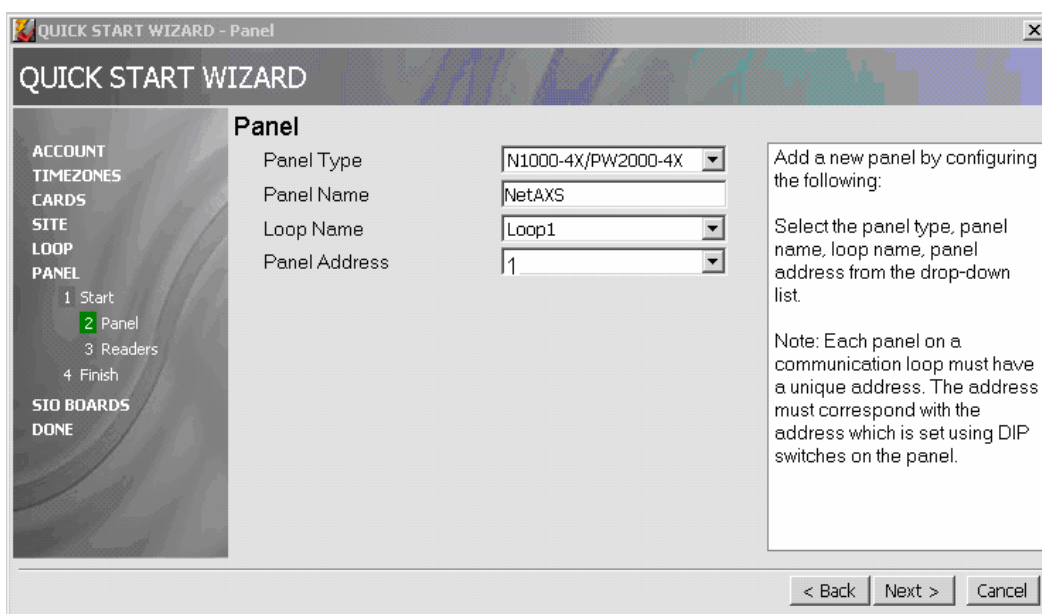 QUICK START WIZARD - Panel
QUICK START WIZARD
ACCOUNT
TIMEZONES
CARDS
SITE
LOOP
PANEL
1 Start
2 Panel
3 Readers
4 Finish
SIO BOARDS
DONE
Panel
Panel Type
N1000-4X/PW2000-4X
Panel Name
NetAXS
Loop Name
Loop1
Panel Address
1
Add a new panel by configuring
the following:
Select the panel type, panel
name, loop name, panel
address from the drop-down
list.
Note: Each panel on a
communication loop must have
a unique address. The address
must correspond with the
address which is set using DIP
switches on the panel.
< Back
Next >
Cancel